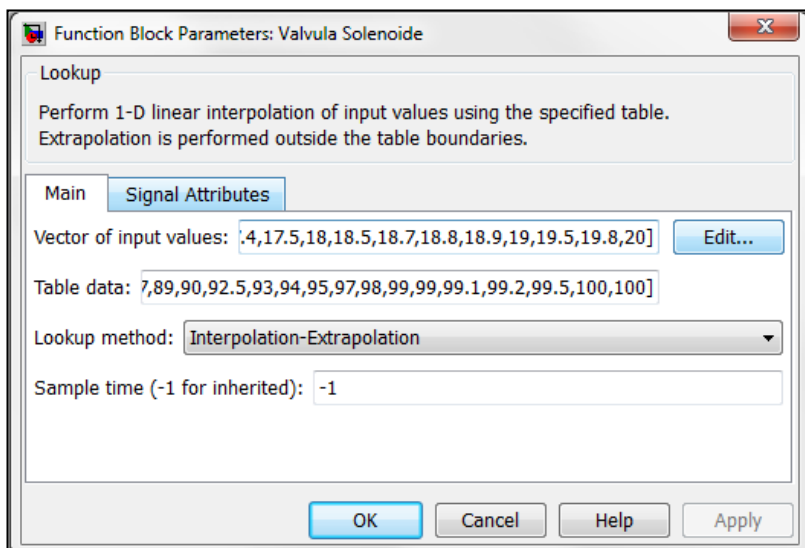 Function Block Parameters: Valvula Solenoide
Lookup
Perform 1-D linear interpolation of input values using the specified table.
Extrapolation is performed outside the table boundaries.
Main Signal Attributes
Vector of input values: .4,17.5,18,18.5,18.7,18.8,18.9,19,19.5,19.8,20] Edit...
Table data: 7,89,90,92.5,93,94,95,97,98,99,99,99.1,99.2,99.5,100,100]
Lookup method: Interpolation-Extrapolation
Sample time (-1 for inherited): -1
OK Cancel Help Apply